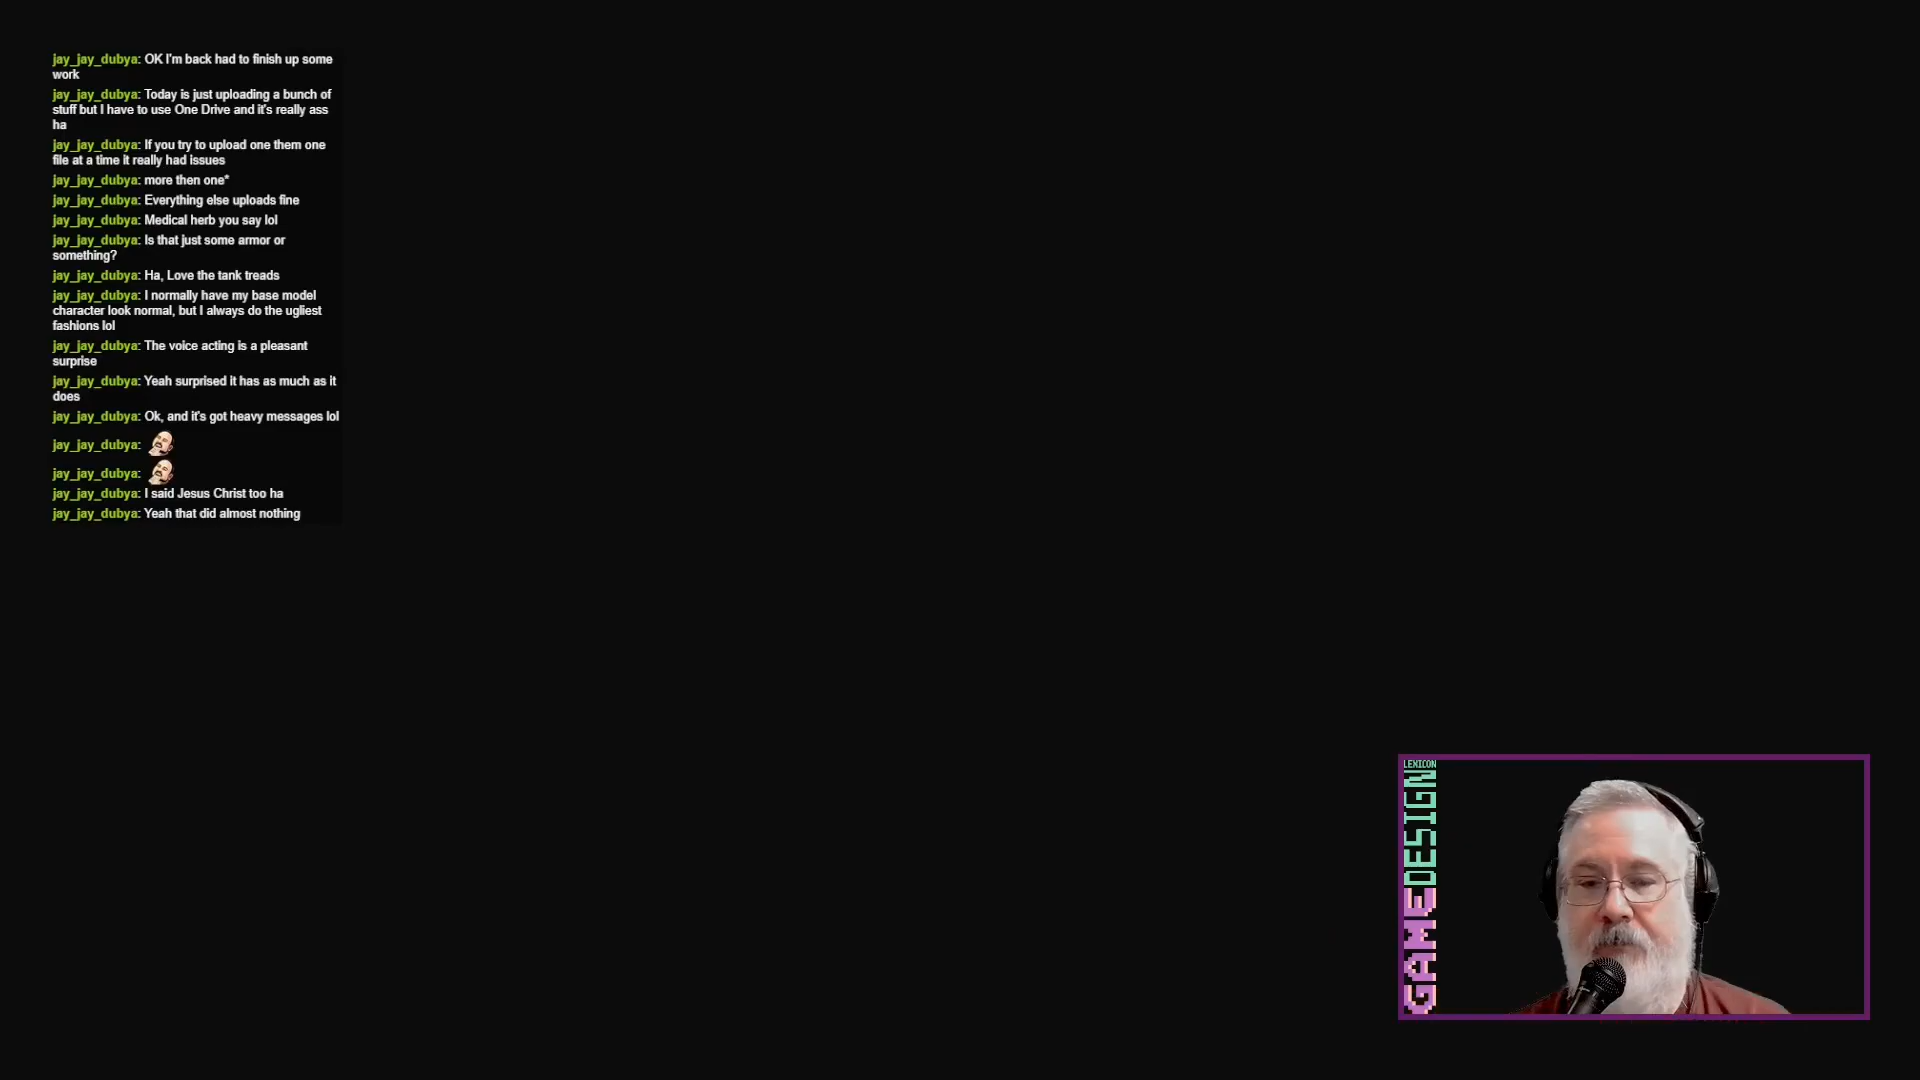 jay_jay_dubya: OK I'm back had to finish up some
work
jay_jay_dubya: Today is just uploading a bunch of
stuff but I have to use One Drive and it's really ass
ha
jay_jay_dubya: If you try to upload one them one
file at a time it really had issues
jay_jay_dubya: more then one*
jay_jay_dubya: Everything else uploads fine
jay_jay_dubya: Medical herb you say lol
jay_jay_dubya: Is that just some armor or
something?
jay_jay_dubya: Ha, Love the tank treads
jay_jay_dubya: I normally have my base model
character look normal, but I always do the ugliest
fashions lol
jay_jay_dubya: The voice acting is a pleasant
surprise
jay_jay_dubya: Yeah surprised it has as much as it
does
jay_jay_dubya: Ok, and it's got heavy messages lol
jay_jay_dubya:
jay_jay_dubya:
jay_jay_dubya: I said Jesus Christ too ha
jay_jay_dubya: Yeah that did almost nothing
GAMEDESIGN
LEXICON